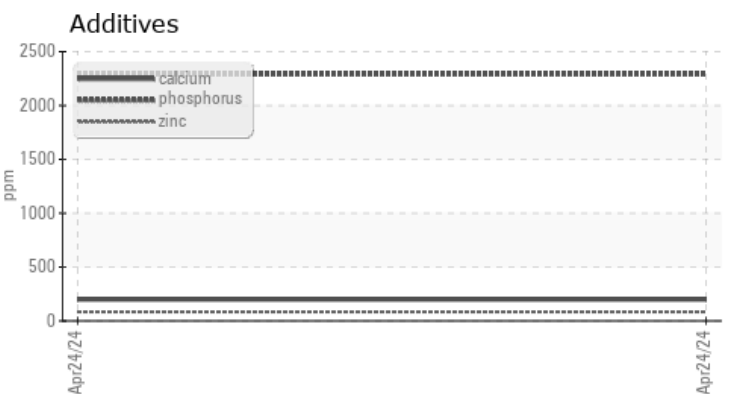 Additives
2500
calcium
phosphorus
2000
zinc
1500
ppm
1000
500
0
Apr24/24
Apr24/24